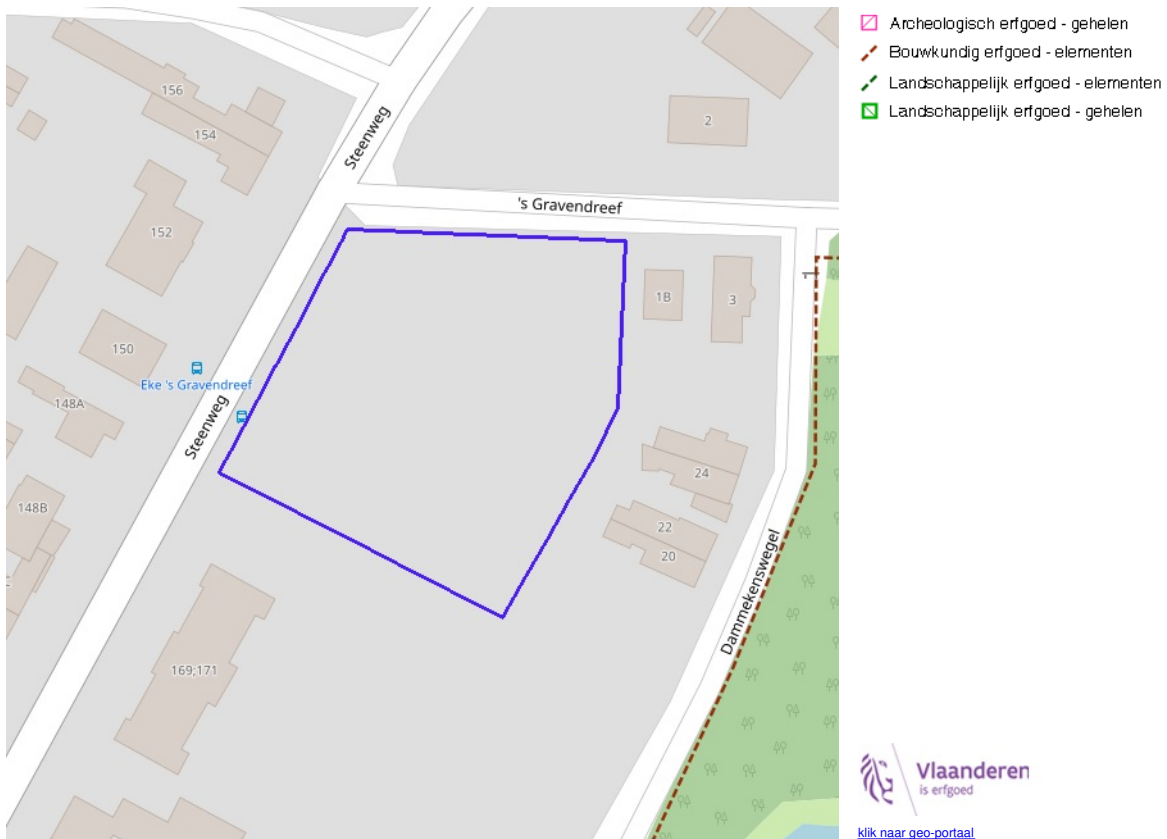 Archeologisch erfgoed - gehelen
Bouwkundig erfgoed - elementen
Landschappelijk erfgoed - elementen
Landschappelijk erfgoed - gehelen
156
154
Steenweg
2
's Gravendreef
152
1B
3
150
Eke 's Gravendreef
148A
Steenweg
24
148B
22
20
Dammekenswegel
169;171
Vlaanderen
is erfgoed
klik naar geo-portaal